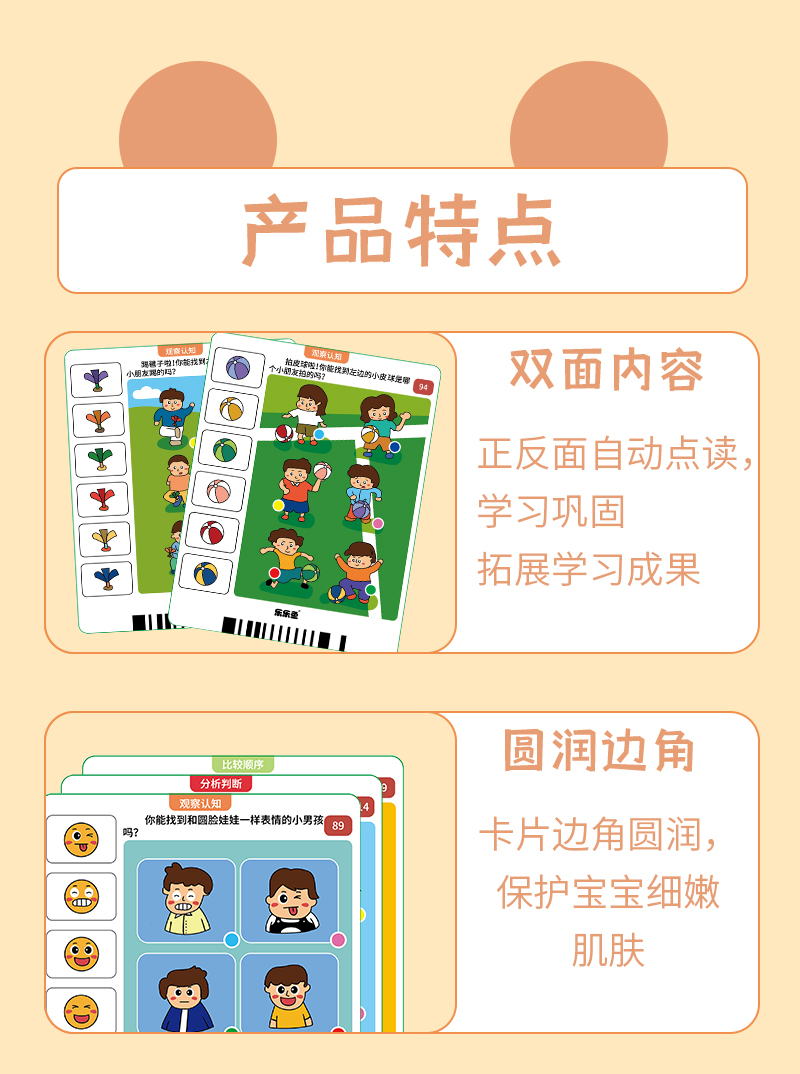 产品特点
观察认知
踢毽子啦!你能找到
小朋友踢的吗?
观察认知
拍皮球啦!你能找到左边的小皮球是哪
个小朋友拍的吗?
94
乐乐鱼
双面内容
正反面自动点读，
学习巩固
拓展学习成果
比较顺序
分析判断
观察认知
你能找到和圆脸娃娃一样表情的小男孩
吗?
89
圆润边角
卡片边角圆润，
保护宝宝细嫩
肌肤